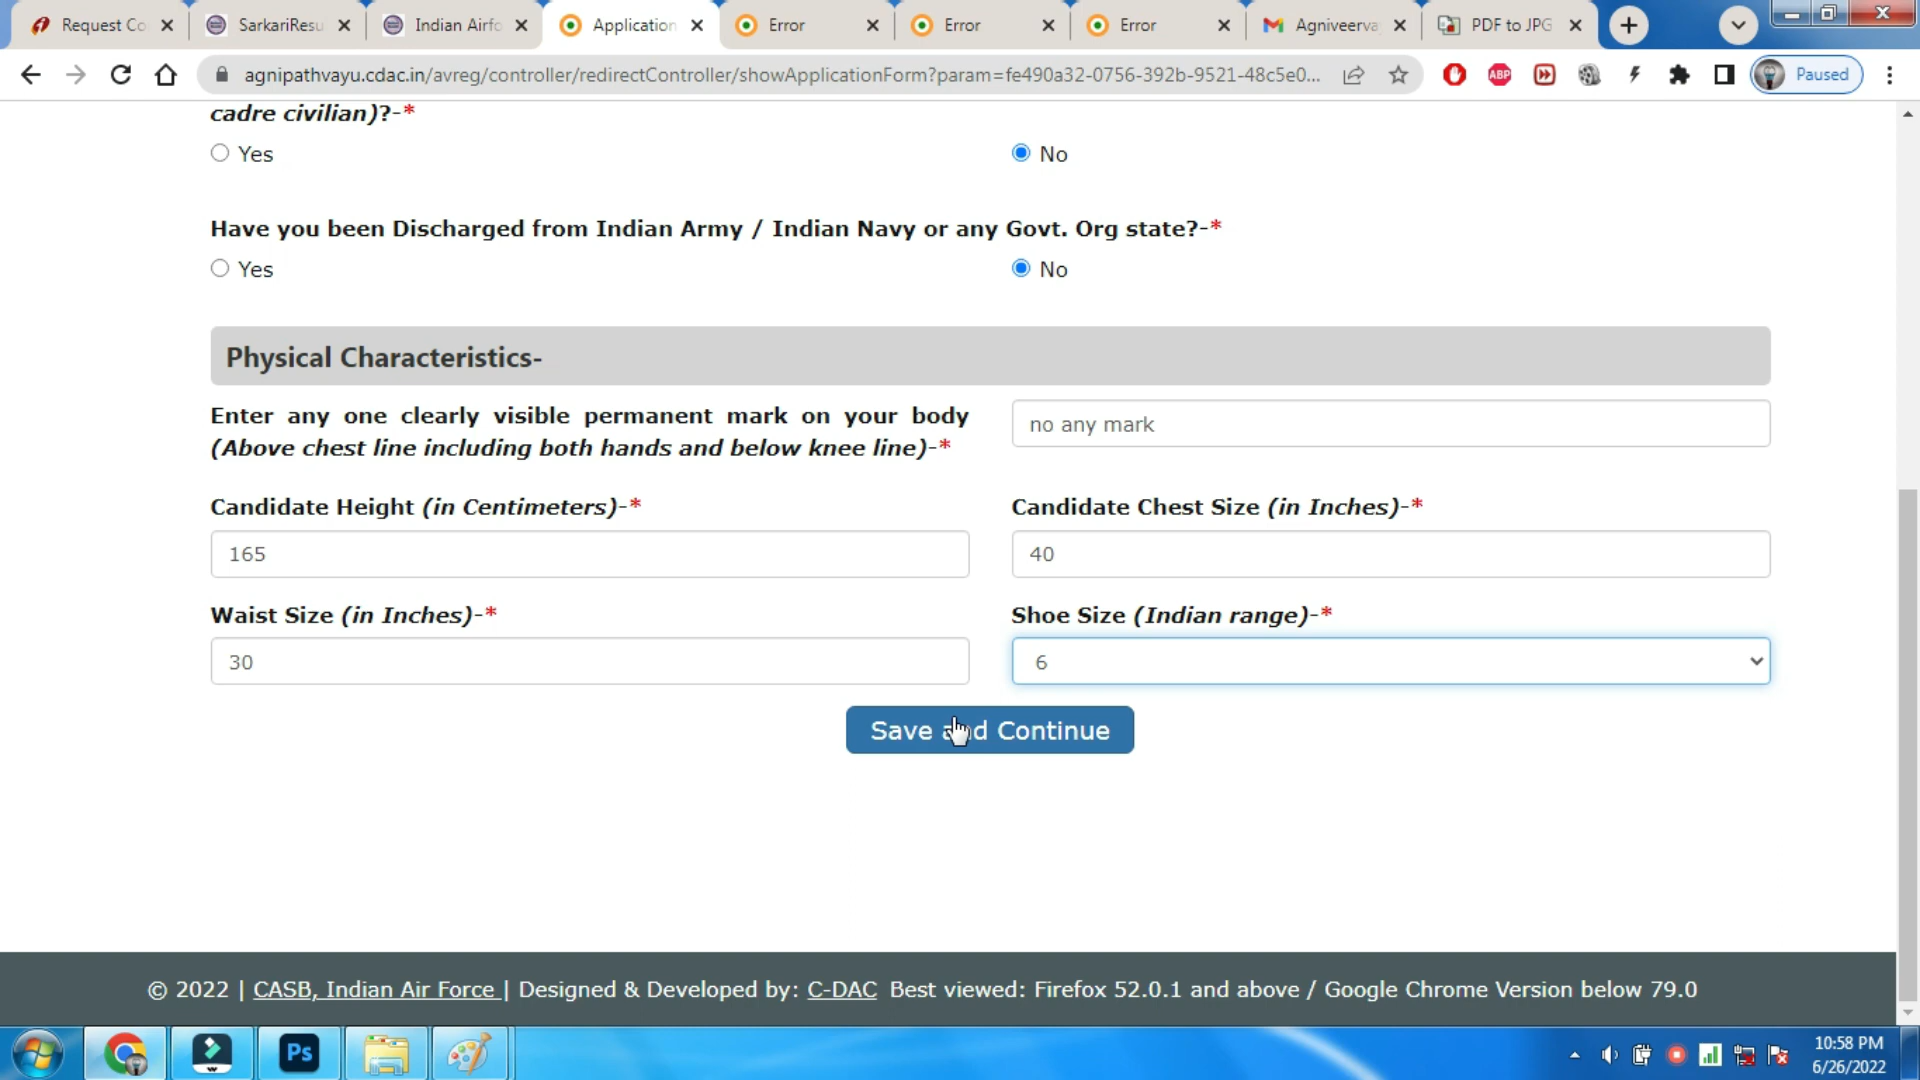 Request Co
SarkariResu
Indian Airfo
Application
Error
Error
Error
Agniveerva
PDF to JPG
agnipathvayu.cdac.in/avreg/controller/redirectController/showApplicationForm?param=fe490a32-0756-392b-9521-48c5e0...
ABP
Paused
cadre civilian)?-*
Yes
No
Have you been Discharged from Indian Army / Indian Navy or any Govt. Org state?-*
Yes
No
Physical Characteristics-
Enter any one clearly visible permanent mark on your body
(Above chest line including both hands and below knee line)-*
no any mark
Candidate Height (in Centimeters)-*
Candidate Chest Size (in Inches)-*
165
40
Waist Size (in Inches)-*
Shoe Size (Indian range)-*
30
6
Save and Continue
© 2022 | CASB, Indian Air Force | Designed & Developed by: C-DAC Best viewed: Firefox 52.0.1 and above / Google Chrome Version below 79.0
Ps
10:58 PM
6/26/2022